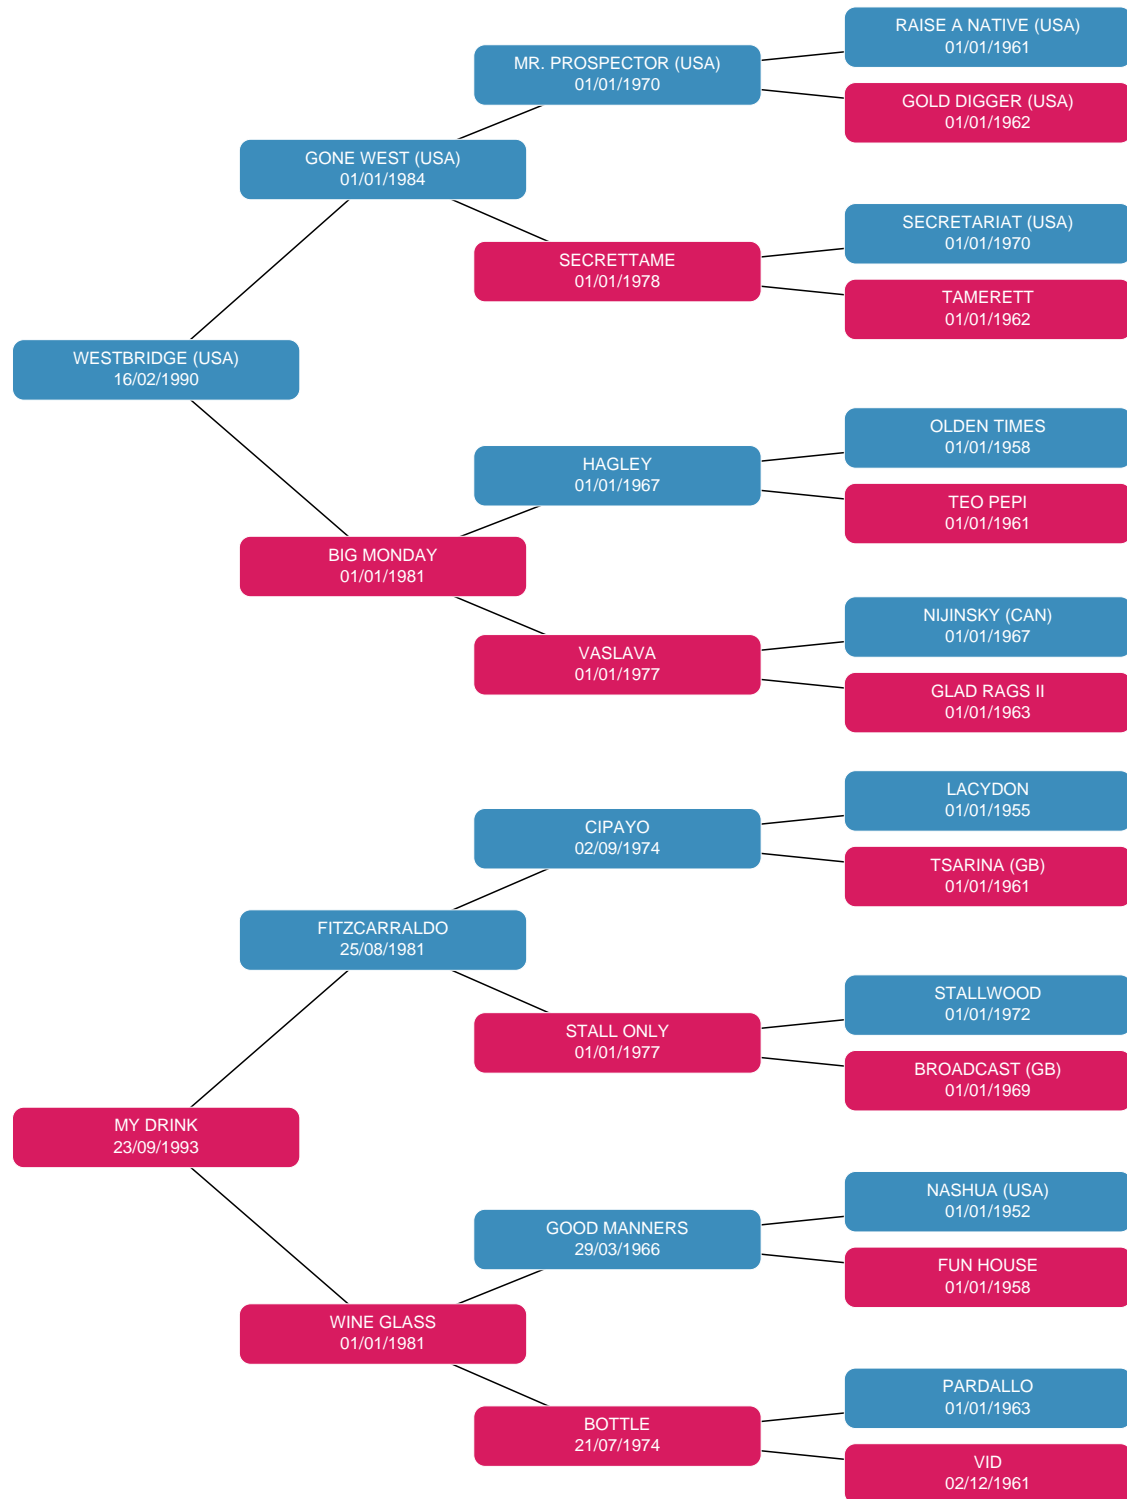 RAISE A NATIVE (USA)
01/01/1961
MR. PROSPECTOR (USA)
01/01/1970
GOLD DIGGER (USA)
01/01/1962
GONE WEST (USA)
01/01/1984
SECRETARIAT (USA)
01/01/1970
SECRETTAME
01/01/1978
TAMERETT
01/01/1962
WESTBRIDGE (USA)
16/02/1990
OLDEN TIMES
01/01/1958
HAGLEY
01/01/1967
TEO PEPI
01/01/1961
BIG MONDAY
01/01/1981
NIJINSKY (CAN)
01/01/1967
VASLAVA
01/01/1977
GLAD RAGS II
01/01/1963
LACYDON
01/01/1955
CIPAYO
02/09/1974
TSARINA (GB)
01/01/1961
FITZCARRALDO
25/08/1981
STALLWOOD
01/01/1972
STALL ONLY
01/01/1977
BROADCAST (GB)
01/01/1969
MY DRINK
23/09/1993
NASHUA (USA)
01/01/1952
GOOD MANNERS
29/03/1966
FUN HOUSE
01/01/1958
WINE GLASS
01/01/1981
PARDALLO
01/01/1963
BOTTLE
21/07/1974
VID
02/12/1961